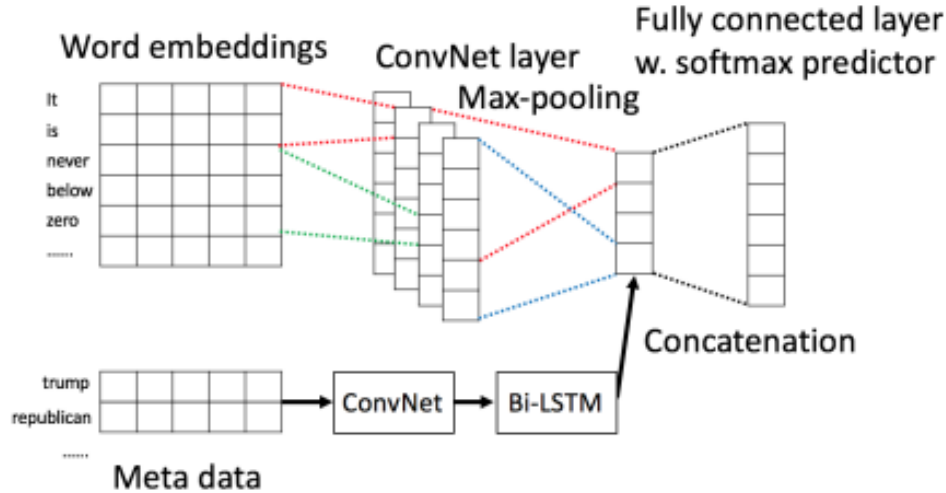 Word embeddings
ConvNet layer
Max-pooling
Fully connected layer
w. softmax predictor
It
is
never
below
zero
......
Concatenation
trump
republican
......
ConvNet
Bi-LSTM
Meta data